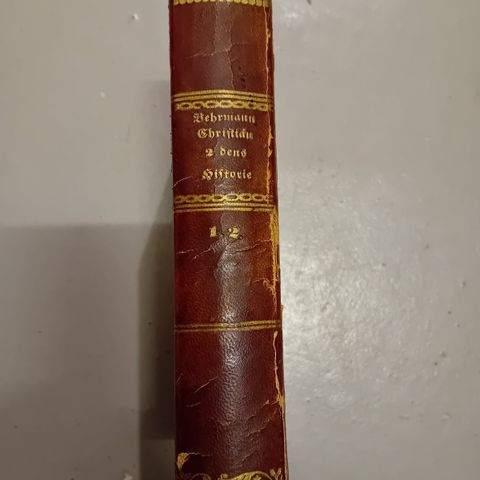 Behrmann
Christian
2 dens
Historie
1. 2.